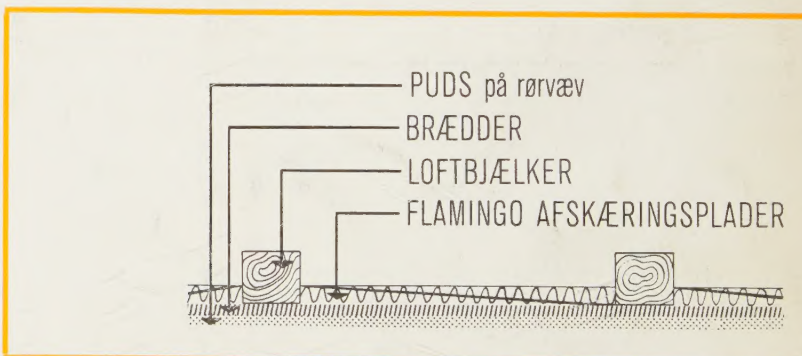 PUDS på rørvæv
BRÆDDER
LOFTBJÆLKER
FLAMINGO AFSKÆRINGSPLADER